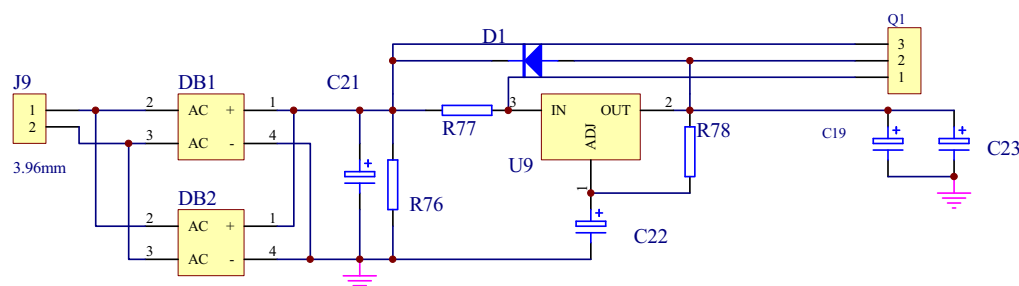 Q1
D1
3
2
1
J9
1
2
3.96mm
DB1
2
AC
+
1
3
AC
-
4
C21
R77
3
IN
OUT
2
ADJ
1
U9
R78
C19
+
+
C23
+
R76
DB2
2
AC
+
1
3
AC
-
4
+
C22